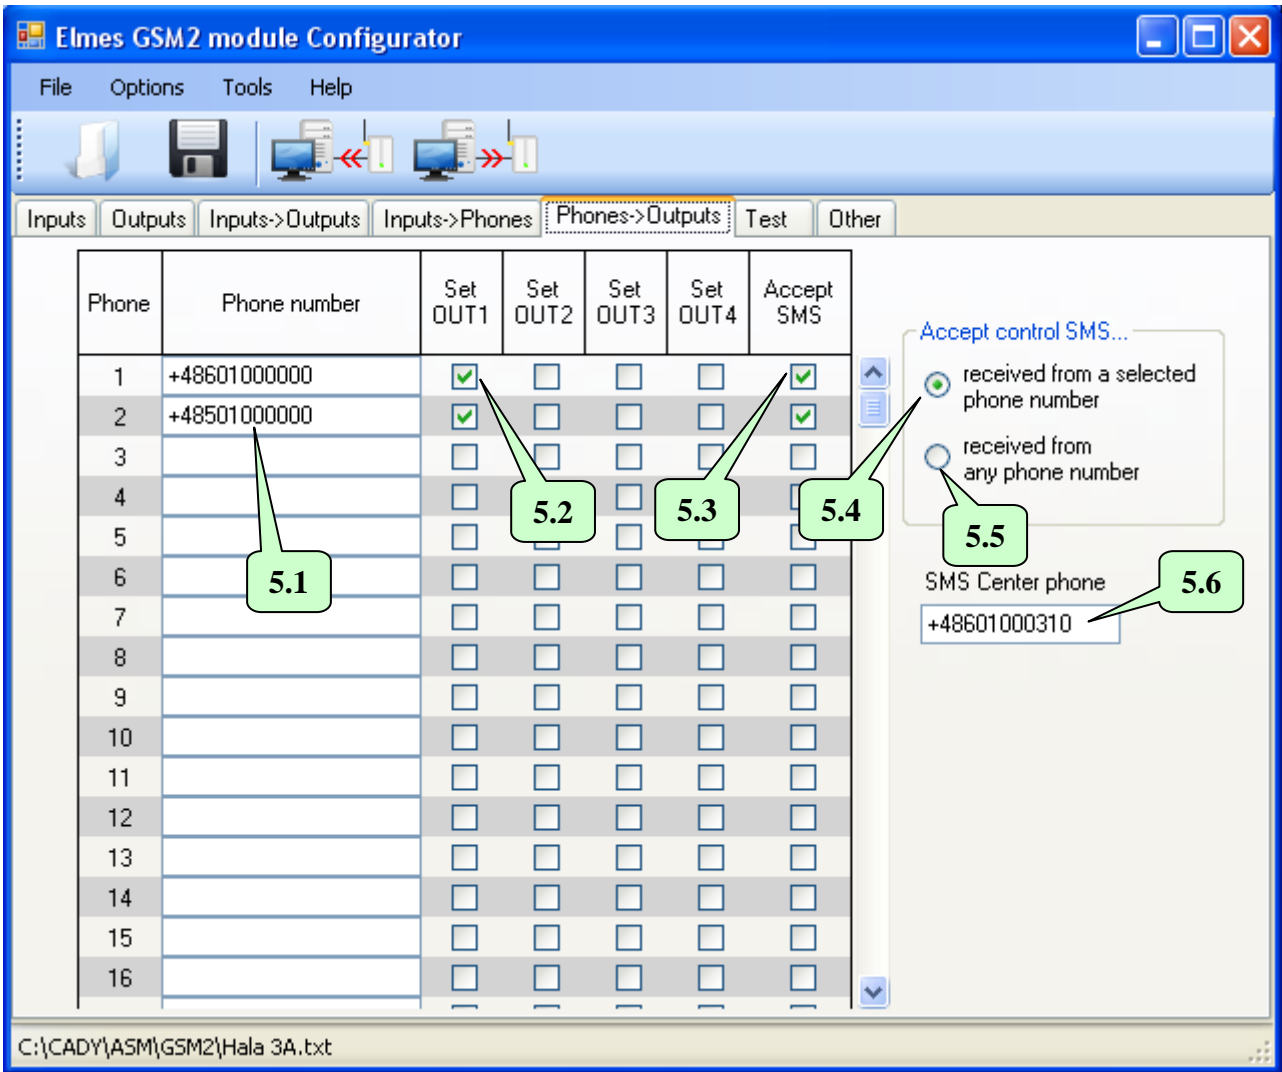 Elmes GSM2 module Configurator
File Options Tools Help
Inputs Outputs Inputs->Outputs Inputs->Phones Phones->Outputs Test Other
Phone Phone number Set OUT1 Set OUT2 Set OUT3 Set OUT4 Accept SMS
1 +48601000000
2 +48501000000
3
4
5
6
7
8
9
10
11
12
13
14
15
16
Accept control SMS...
received from a selected
phone number
received from
any phone number
SMS Center phone
+48601000310
5.1
5.2
5.3
5.4
5.5
5.6
C:\CADY\ASM\GSM2\Hala 3A.txt